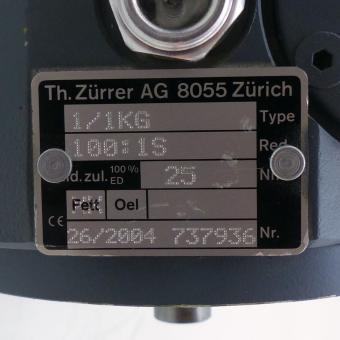 Th. Zürrer AG 8055 Zürich
1/1KG Type
100:1S Red.
d.zul. 100% ED 25 N
Fett Oel
CE 26/2004 737936 Nr.